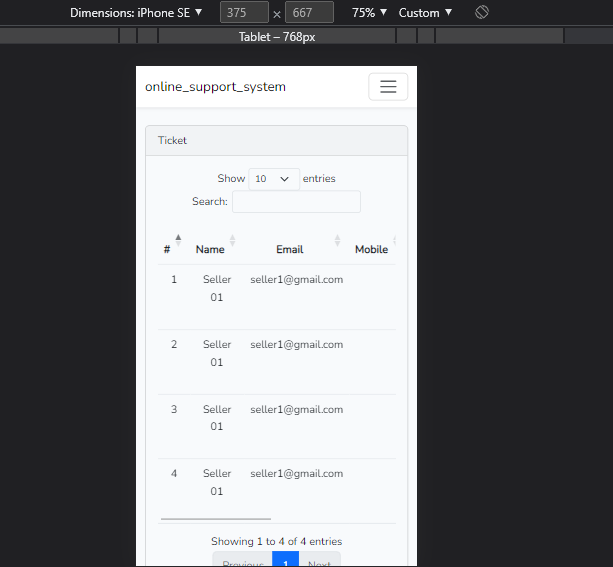 Dimensions: iPhone SE ▼ 375 × 667 75% ▼ Custom ▼
Tablet – 768px
online_support_system
Ticket
Show 10 entries
Search:
# Name Email Mobile
1 Seller 01 seller1@gmail.com
2 Seller 01 seller1@gmail.com
3 Seller 01 seller1@gmail.com
4 Seller 01 seller1@gmail.com
Showing 1 to 4 of 4 entries
Previous 1 Next